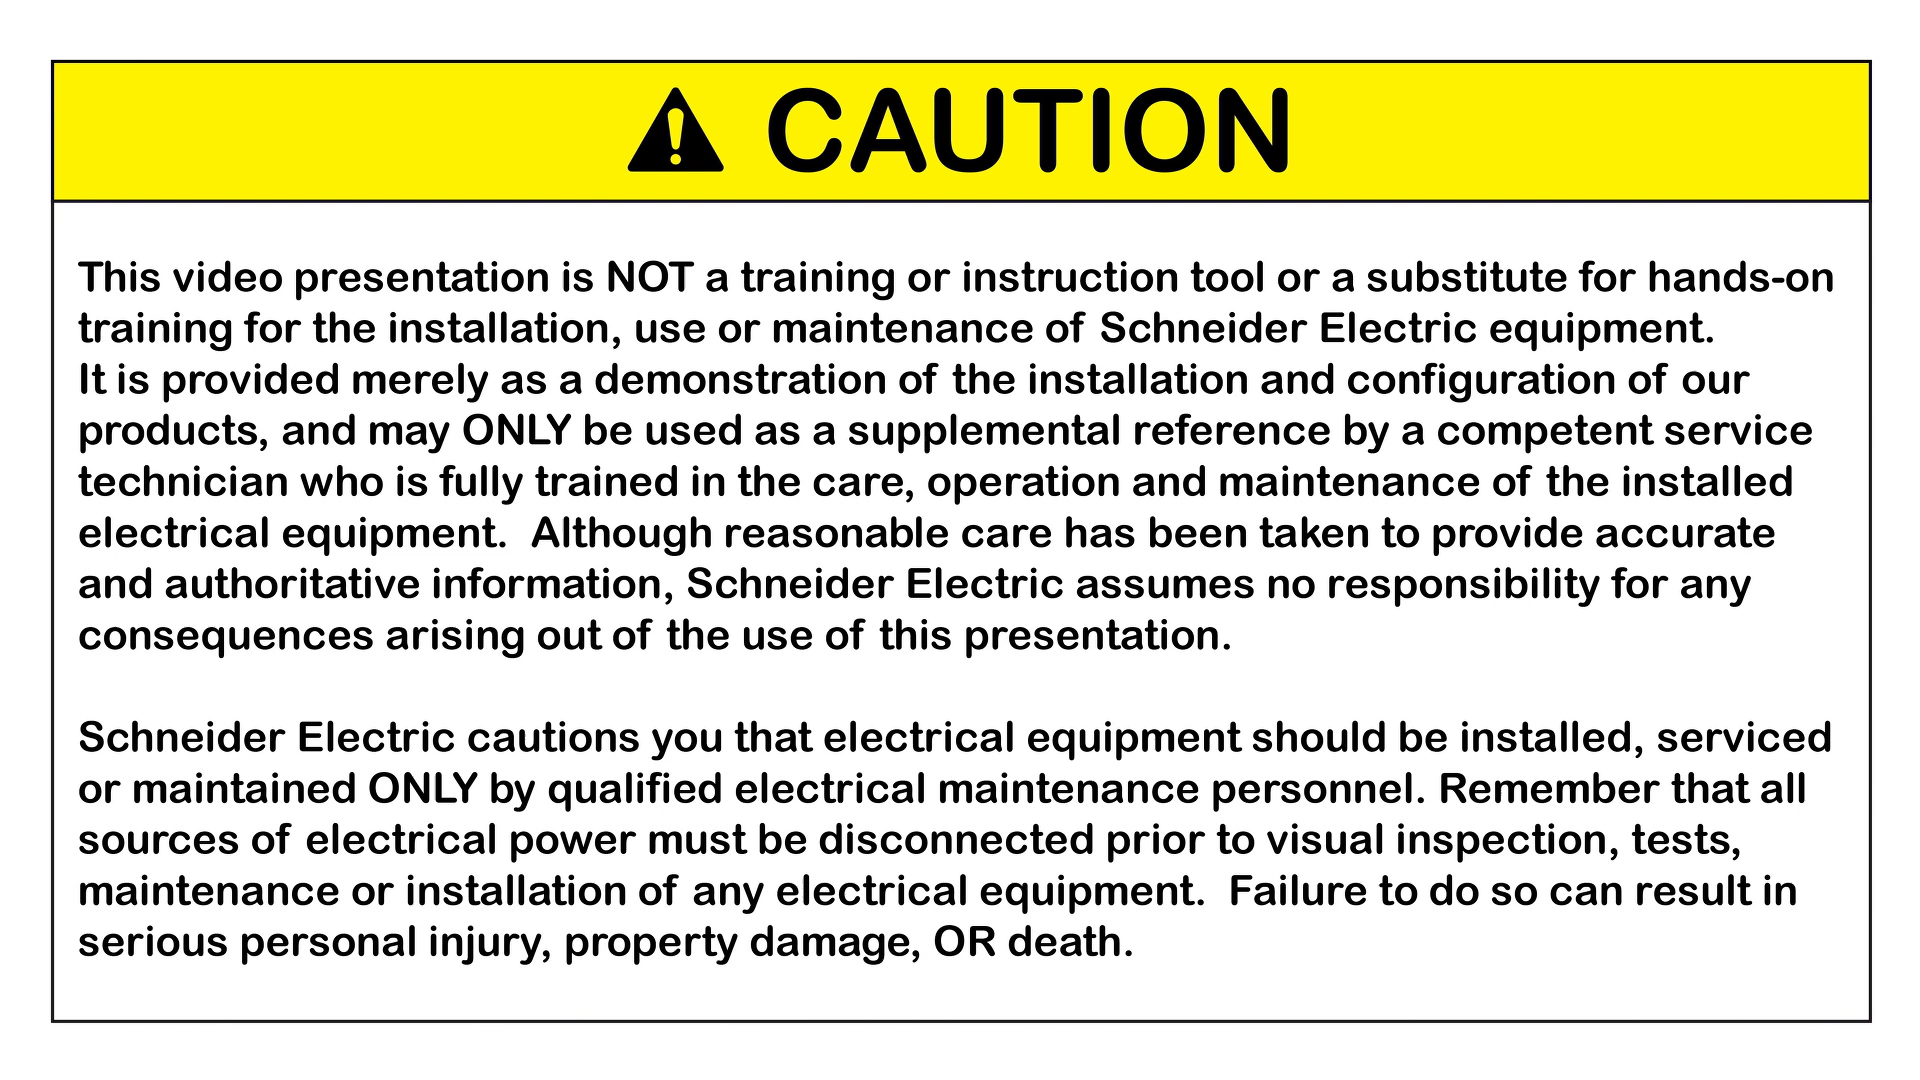 CAUTION
This video presentation is NOT a training or instruction tool or a substitute for hands-on
training for the installation, use or maintenance of Schneider Electric equipment.
It is provided merely as a demonstration of the installation and configuration of our
products, and may ONLY be used as a supplemental reference by a competent service
technician who is fully trained in the care, operation and maintenance of the installed
electrical equipment.  Although reasonable care has been taken to provide accurate
and authoritative information, Schneider Electric assumes no responsibility for any
consequences arising out of the use of this presentation.
Schneider Electric cautions you that electrical equipment should be installed, serviced
or maintained ONLY by qualified electrical maintenance personnel. Remember that all
sources of electrical power must be disconnected prior to visual inspection, tests,
maintenance or installation of any electrical equipment.  Failure to do so can result in
serious personal injury, property damage, OR death.